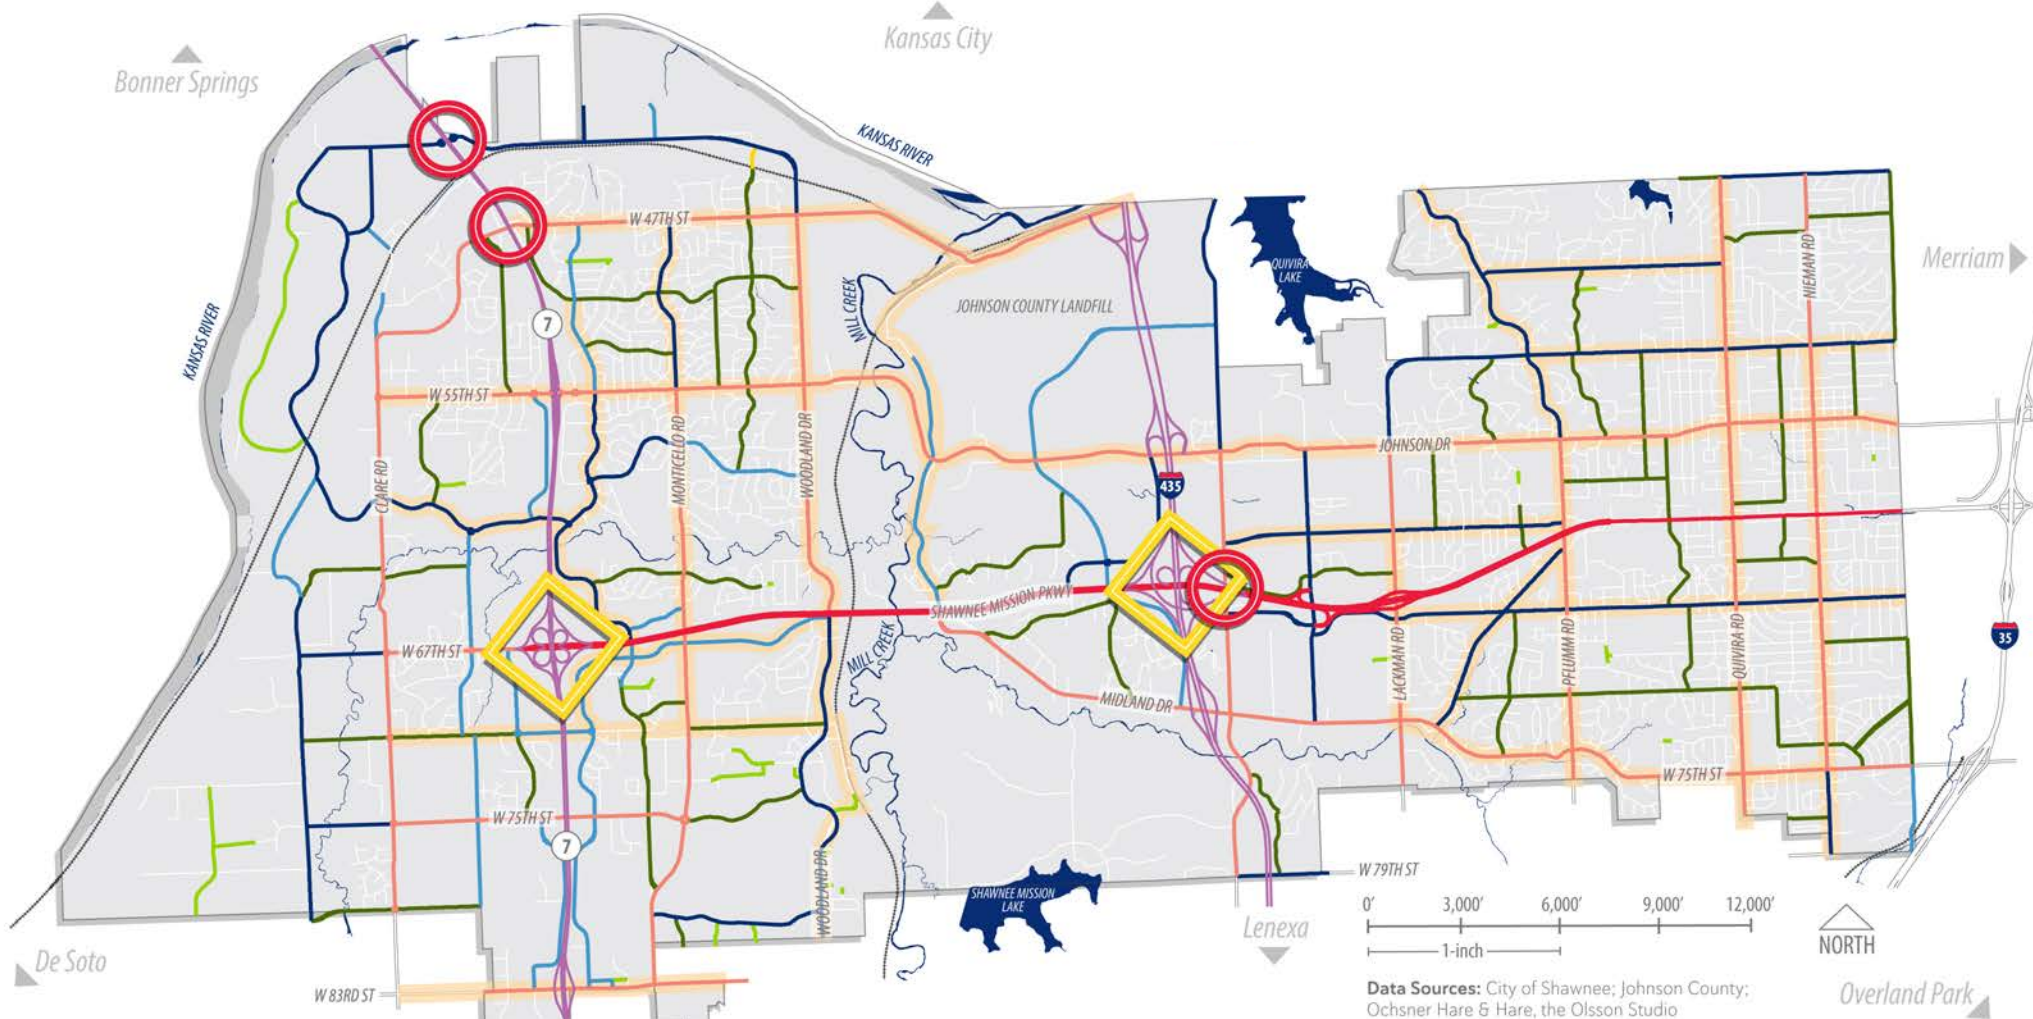 Kansas City
Bonner Springs
KANSAS RIVER
W 47TH ST
NIEMAN RD
Merriam
QUIVIRA
LAKE
MILL CREEK
JOHNSON COUNTY LANDFILL
KANSAS RIVER
7
W 55TH ST
MONTICELLO RD
WOODLAND DR
JOHNSON DR
CLARE RD
435
SHAWNEE MISSION PKWY
W 67TH ST
MILL CREEK
LACKMAN RD
PFLUMM RD
QUIVIRA RD
35
MIDLAND DR
W 75TH ST
W 75TH ST
7
WOODLAND DR
W 79TH ST
SHAWNEE MISSION
LAKE
0' 3,000' 6,000' 9,000' 12,000'
Lenexa
1-inch
NORTH
De Soto
W 83RD ST
Data Sources: City of Shawnee; Johnson County;
Ochsner Hare & Hare, the Olsson Studio
Overland Park